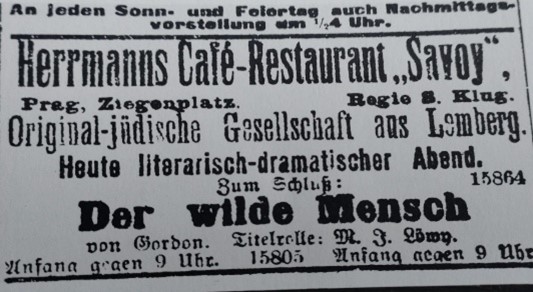 An jeden Sonn- und Feiertag auch Nachmittags-
vorstellung um ½4 Uhr.
Herrmanns Café-Restaurant „Savoy“,
Prag, Ziegenplatz. Regie S. Klug.
Original-jüdische Gesellschaft aus Lemberg.
Heute literarisch-dramatischer Abend.
Zum Schluß: 15864
Der wilde Mensch
von Gordon. Titelrolle: M. J. Löwy.
Anfang gegen 9 Uhr. 15805 Anfang gegen 9 Uhr